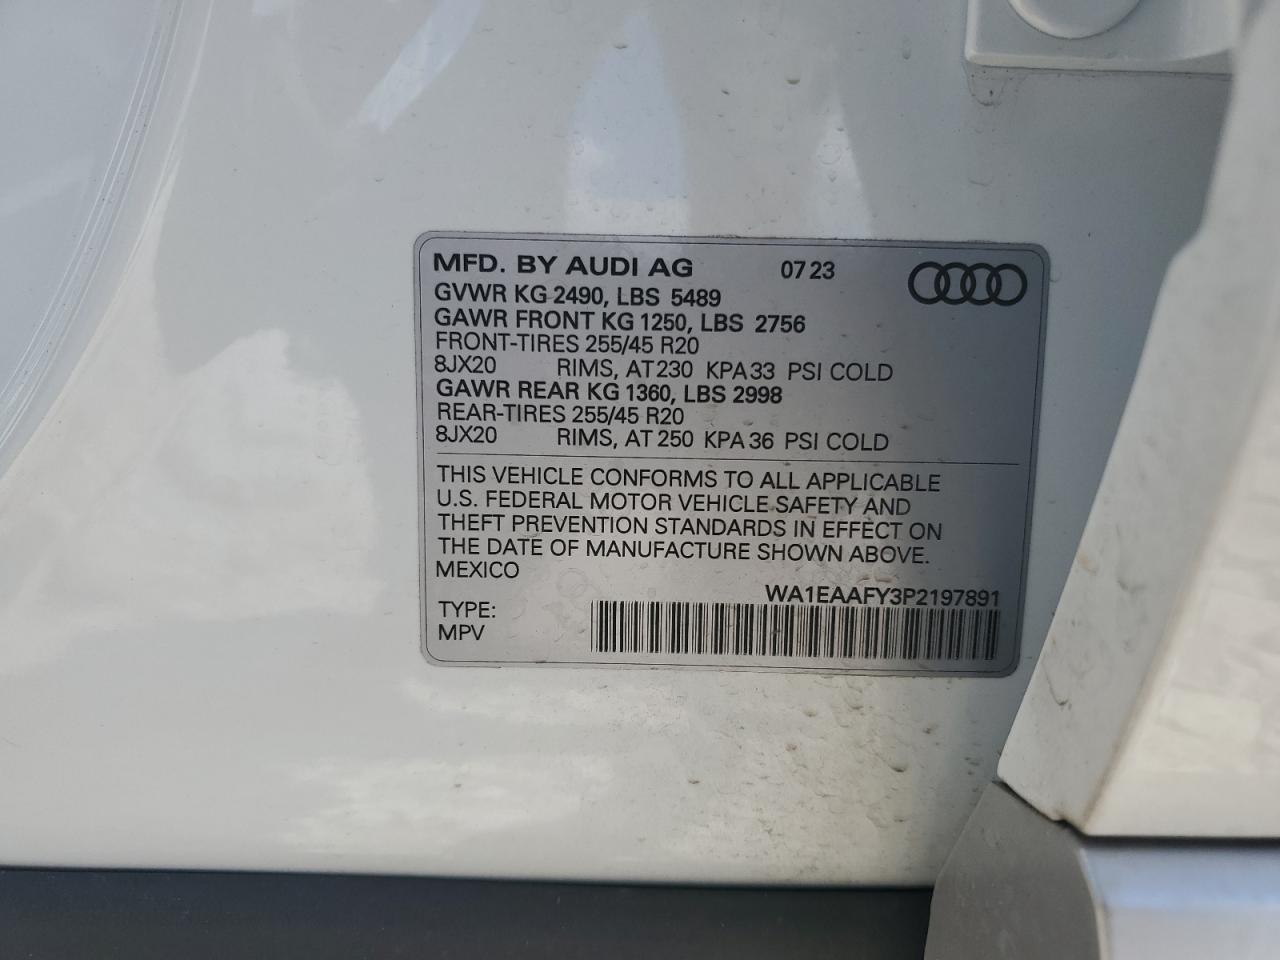 MFD. BY AUDI AG 07 23
GVWR KG 2490, LBS 5489
GAWR FRONT KG 1250, LBS 2756
FRONT-TIRES 255/45 R20
8JX20 RIMS, AT 230 KPA 33 PSI COLD
GAWR REAR KG 1360, LBS 2998
REAR-TIRES 255/45 R20
8JX20 RIMS, AT 250 KPA 36 PSI COLD
THIS VEHICLE CONFORMS TO ALL APPLICABLE
U.S. FEDERAL MOTOR VEHICLE SAFETY AND
THEFT PREVENTION STANDARDS IN EFFECT ON
THE DATE OF MANUFACTURE SHOWN ABOVE.
MEXICO
WA1EAAFY3P2197891
TYPE:
MPV